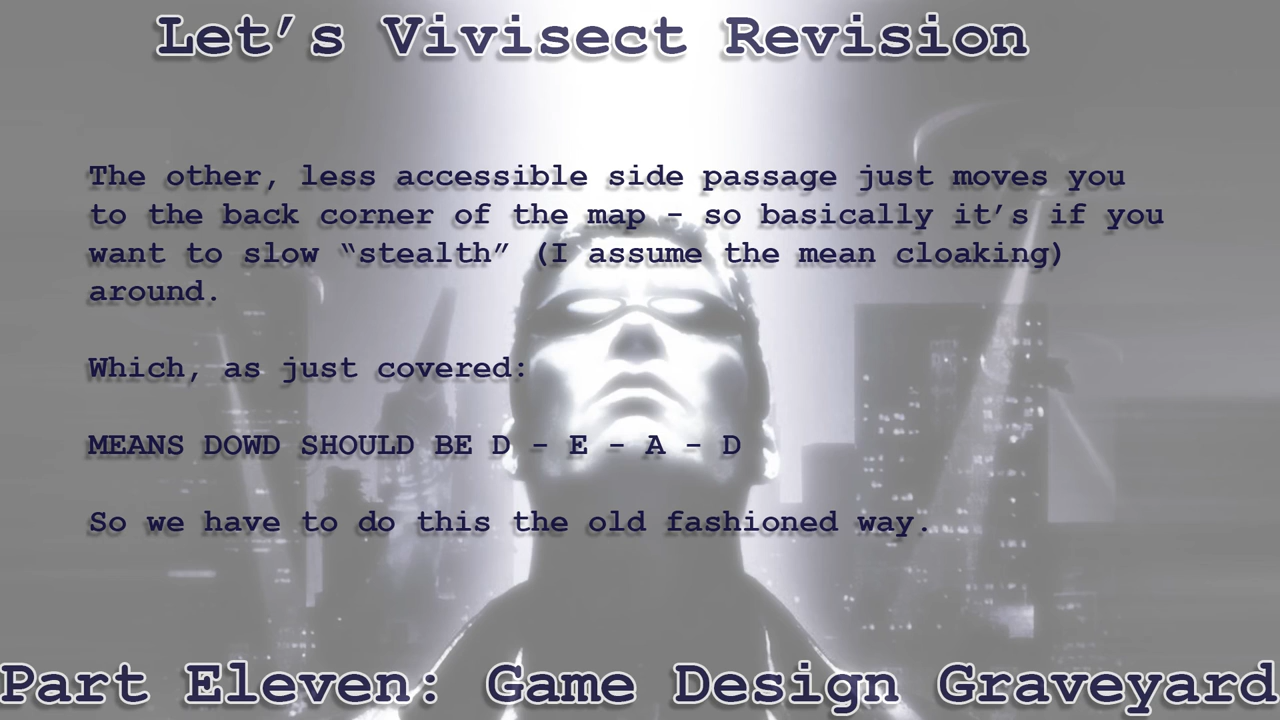 Let’s Vivisect Revision
The other, less accessible side passage just moves you
to the back corner of the map - so basically it’s if you
want to slow “stealth” (I assume the mean cloaking)
around.
Which, as just covered:
MEANS DOWD SHOULD BE D - E - A - D
So we have to do this the old fashioned way.
Part Eleven: Game Design Graveyard